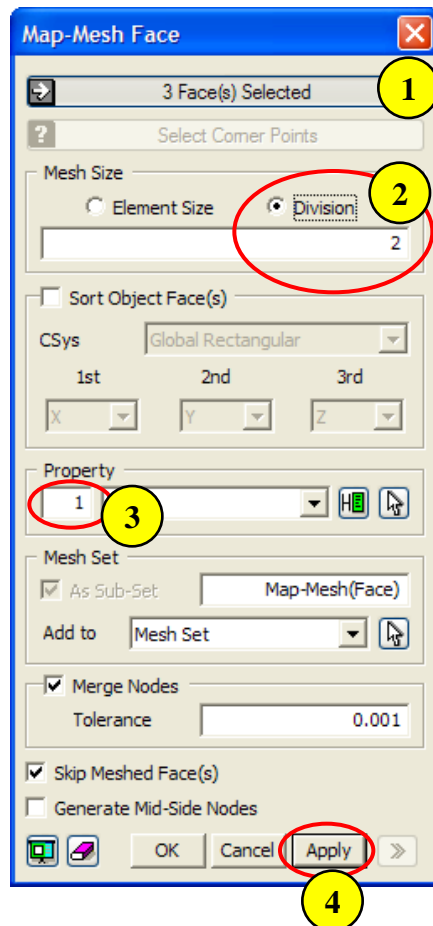 Map-Mesh Face
3 Face(s) Selected
1
? Select Corner Points
Mesh Size
2
Element Size Division
2
Sort Object Face(s)
CSys Global Rectangular
1st 2nd 3rd
X Y Z
Property
1
3
Mesh Set
As Sub-Set Map-Mesh(Face)
Add to Mesh Set
Merge Nodes
Tolerance 0.001
Skip Meshed Face(s)
Generate Mid-Side Nodes
OK Cancel Apply >>
4